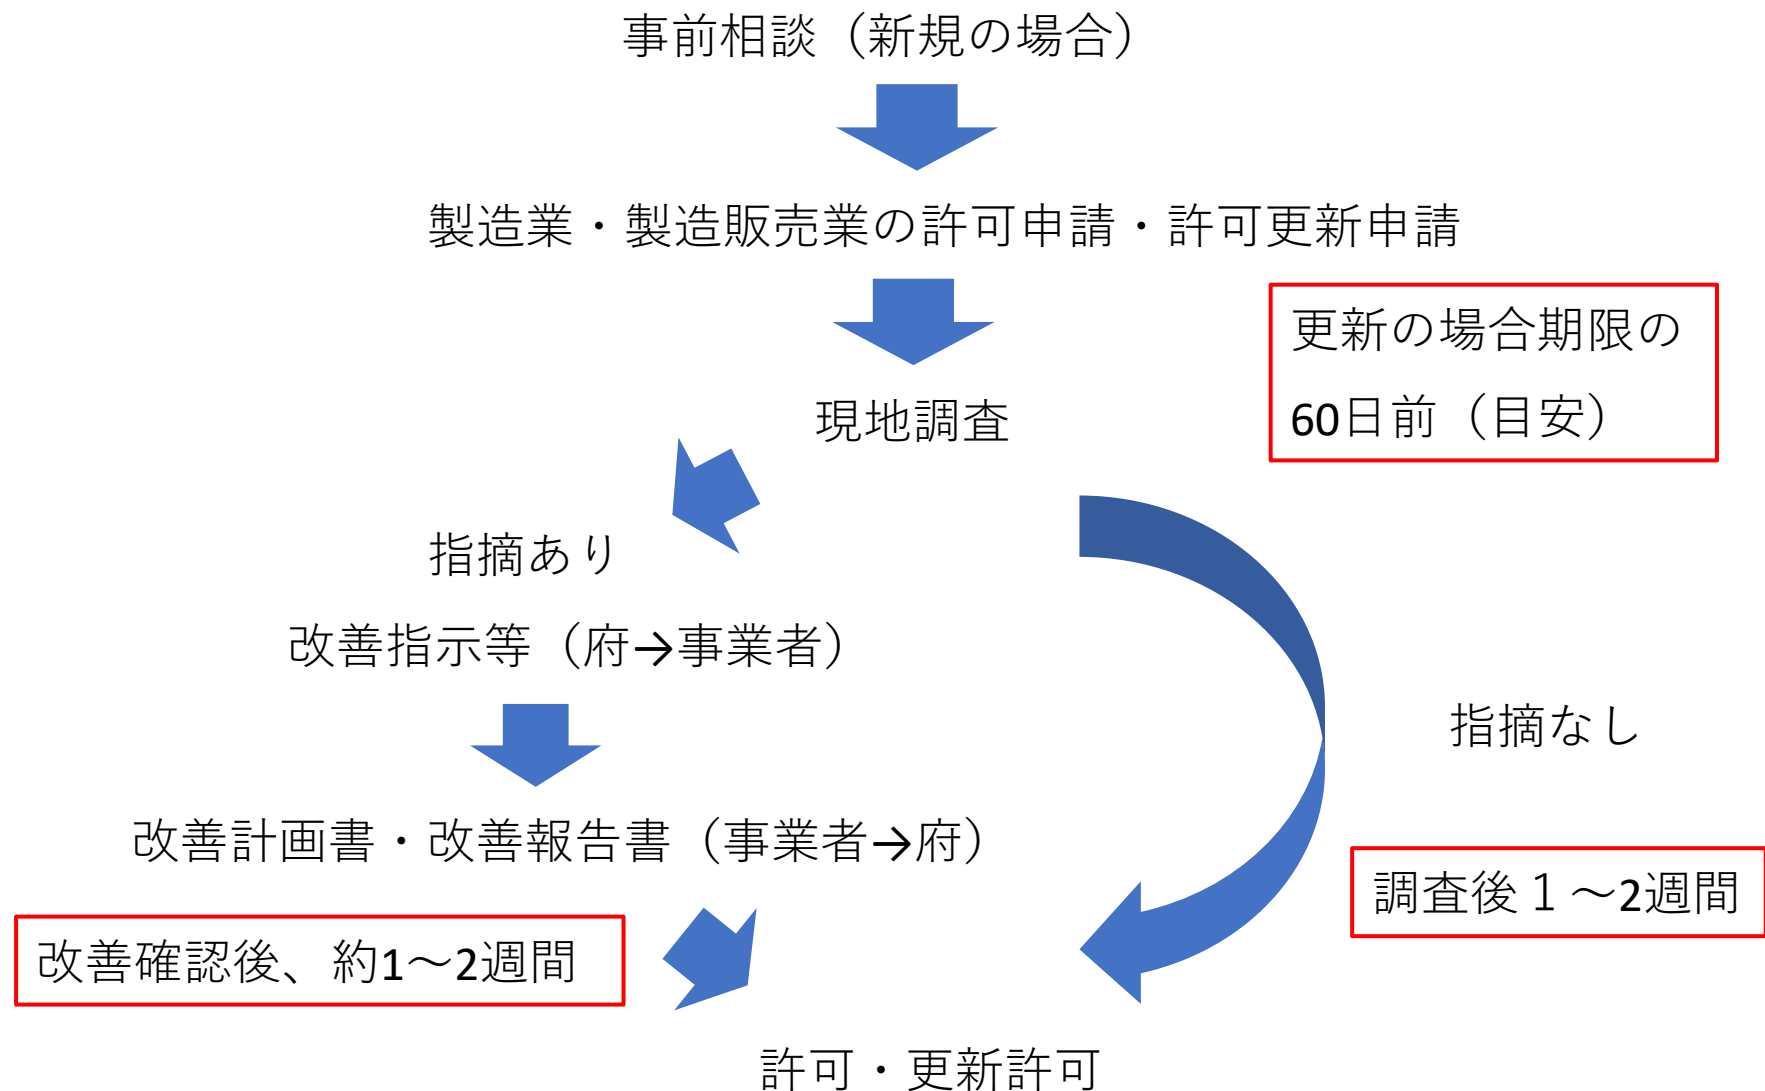 事前相談（新規の場合）
製造業・製造販売業の許可申請・許可更新申請
更新の場合期限の
60日前（目安）
現地調査
指摘あり
改善指示等（府→事業者）
指摘なし
改善計画書・改善報告書（事業者→府）
調査後１～2週間
改善確認後、約1～2週間
許可・更新許可